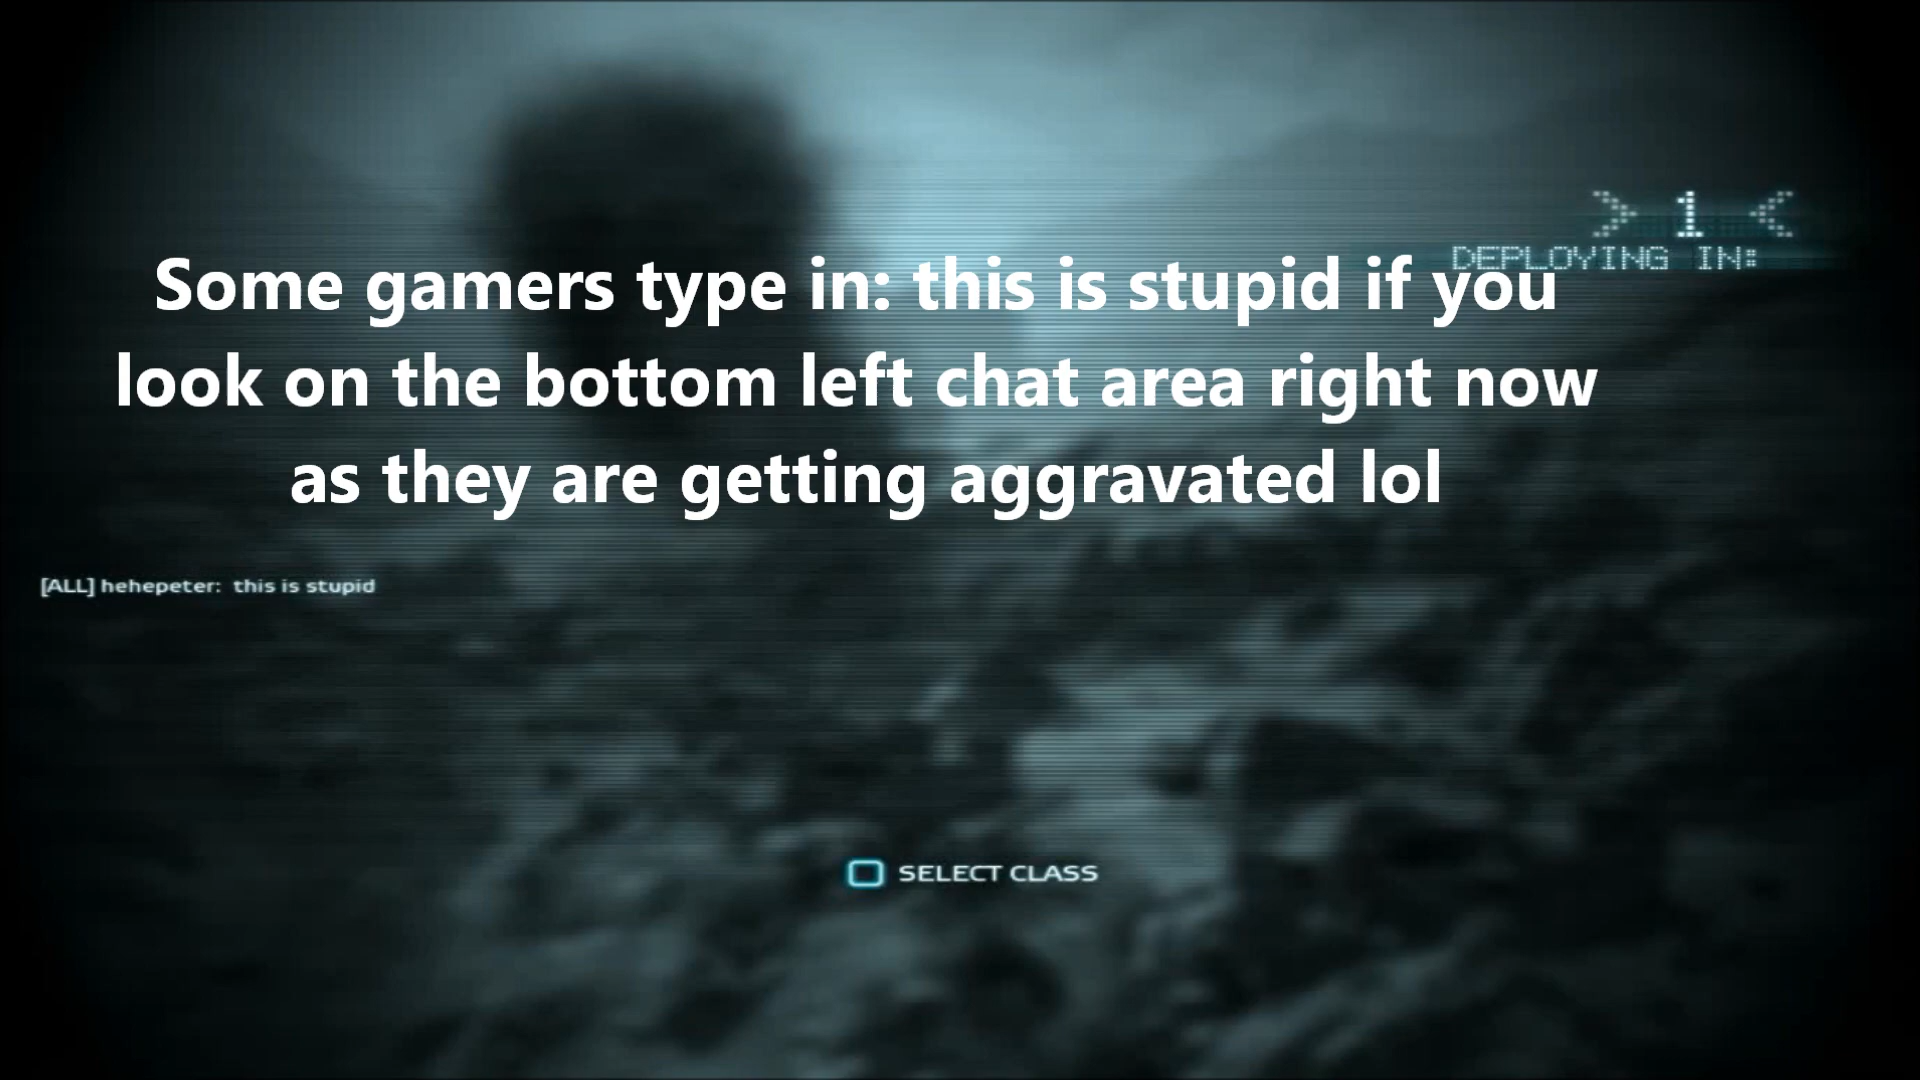 > 1 <
DEPLOYING IN:
Some gamers type in: this is stupid if you
look on the bottom left chat area right now
as they are getting aggravated lol
[ALL] hehepeter: this is stupid
SELECT CLASS